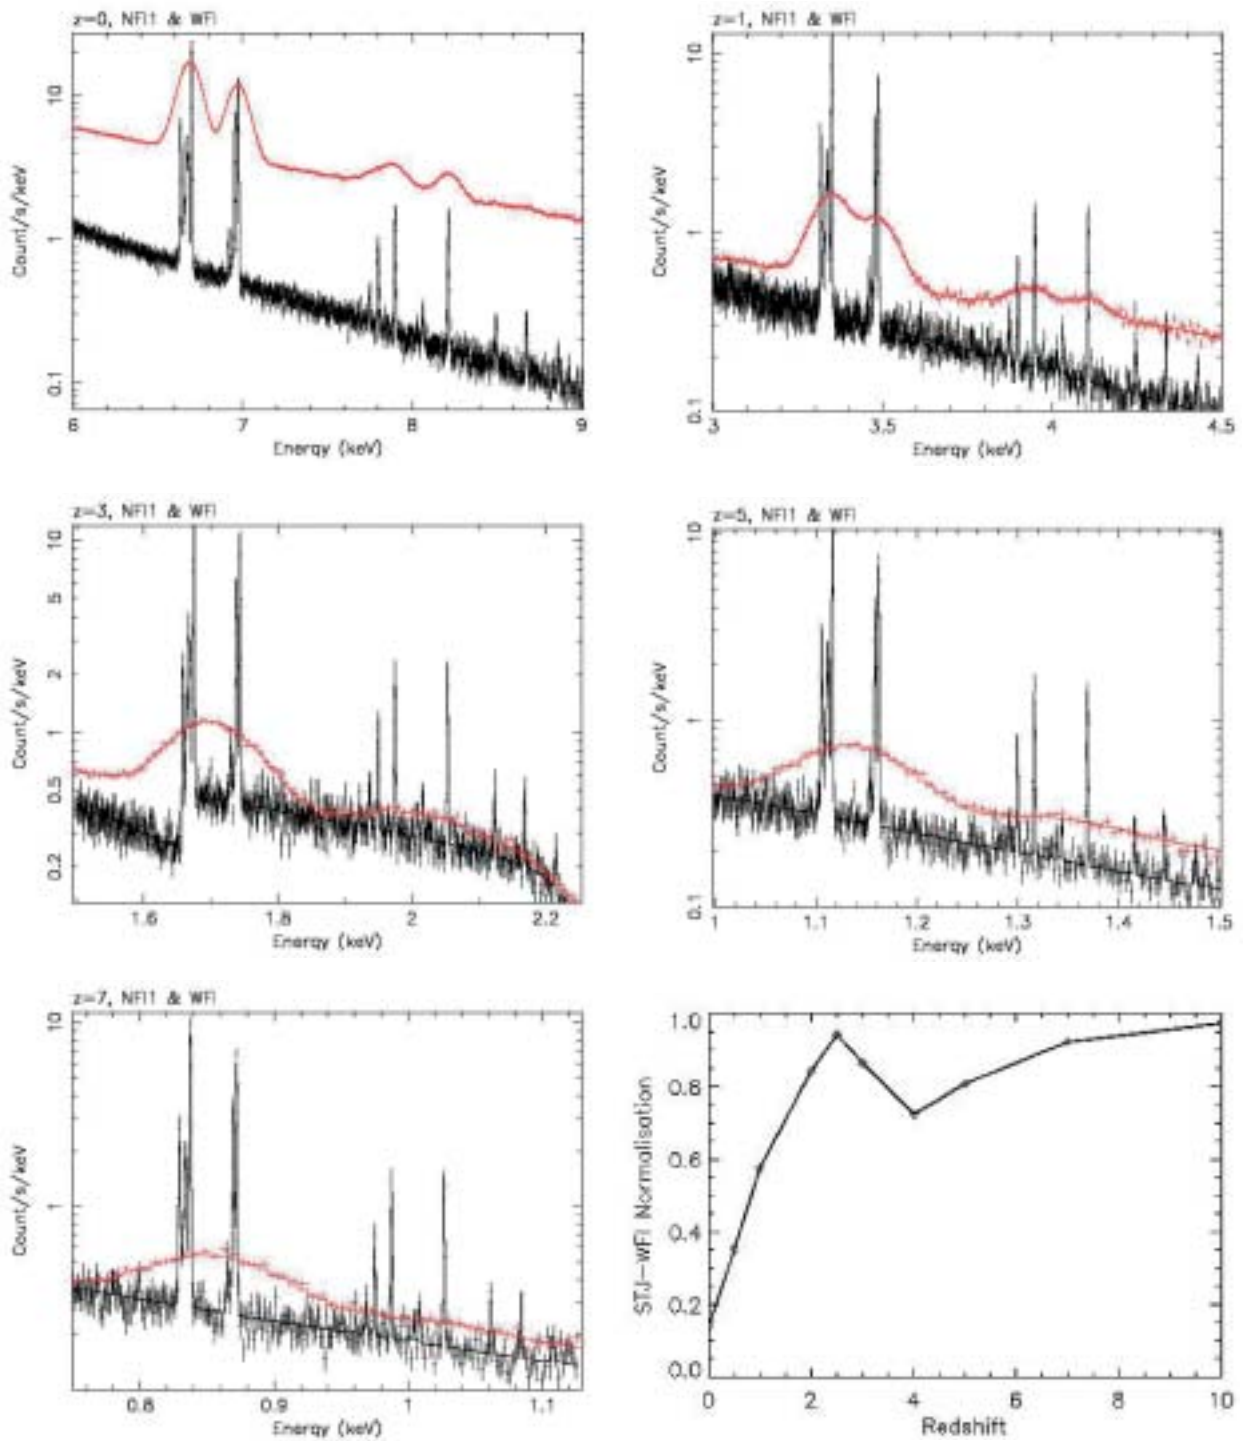 z=0, NFI1 & WFI
Count/s/keV
10
1
0.1
6 7 8 9
Energy (keV)
z=1, NFI1 & WFI
Count/s/keV
10
1
0.1
3 3.5 4 4.5
Energy (keV)
z=3, NFI1 & WFI
Count/s/keV
10
5
2
1
0.5
0.2
1.6 1.8 2 2.2
Energy (keV)
z=5, NFI1 & WFI
Count/s/keV
10
1
0.1
1 1.1 1.2 1.3 1.4 1.5
Energy (keV)
z=7, NFI1 & WFI
Count/s/keV
10
1
0.8 0.9 1 1.1
Energy (keV)
STJ-WFI Normalisation
1.0
0.8
0.6
0.4
0.2
0.0
0 2 4 6 8 10
Redshift